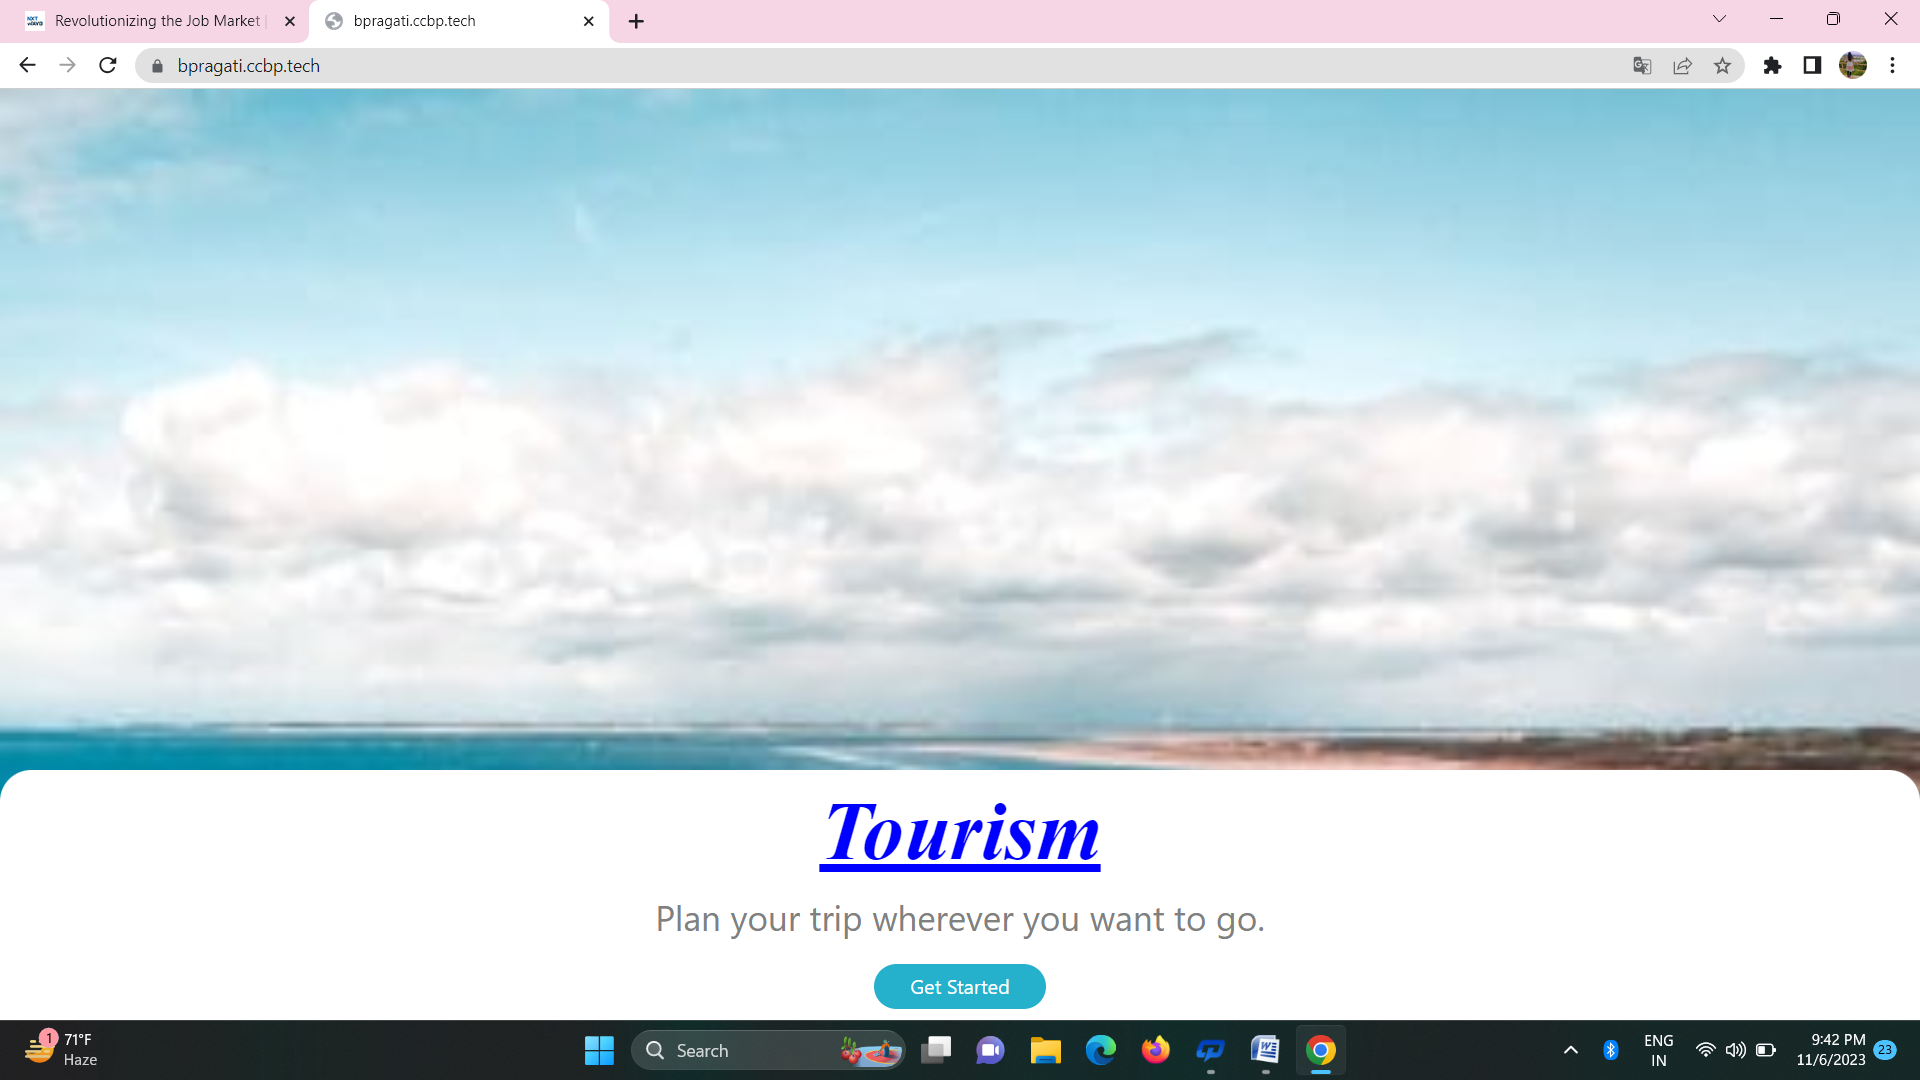 Revolutionizing the Job Market |
bpragati.ccbp.tech
bpragati.ccbp.tech
Tourism
Plan your trip wherever you want to go.
Get Started
1
71°F
Haze
Search
ENG
IN
9:42 PM
11/6/2023
23